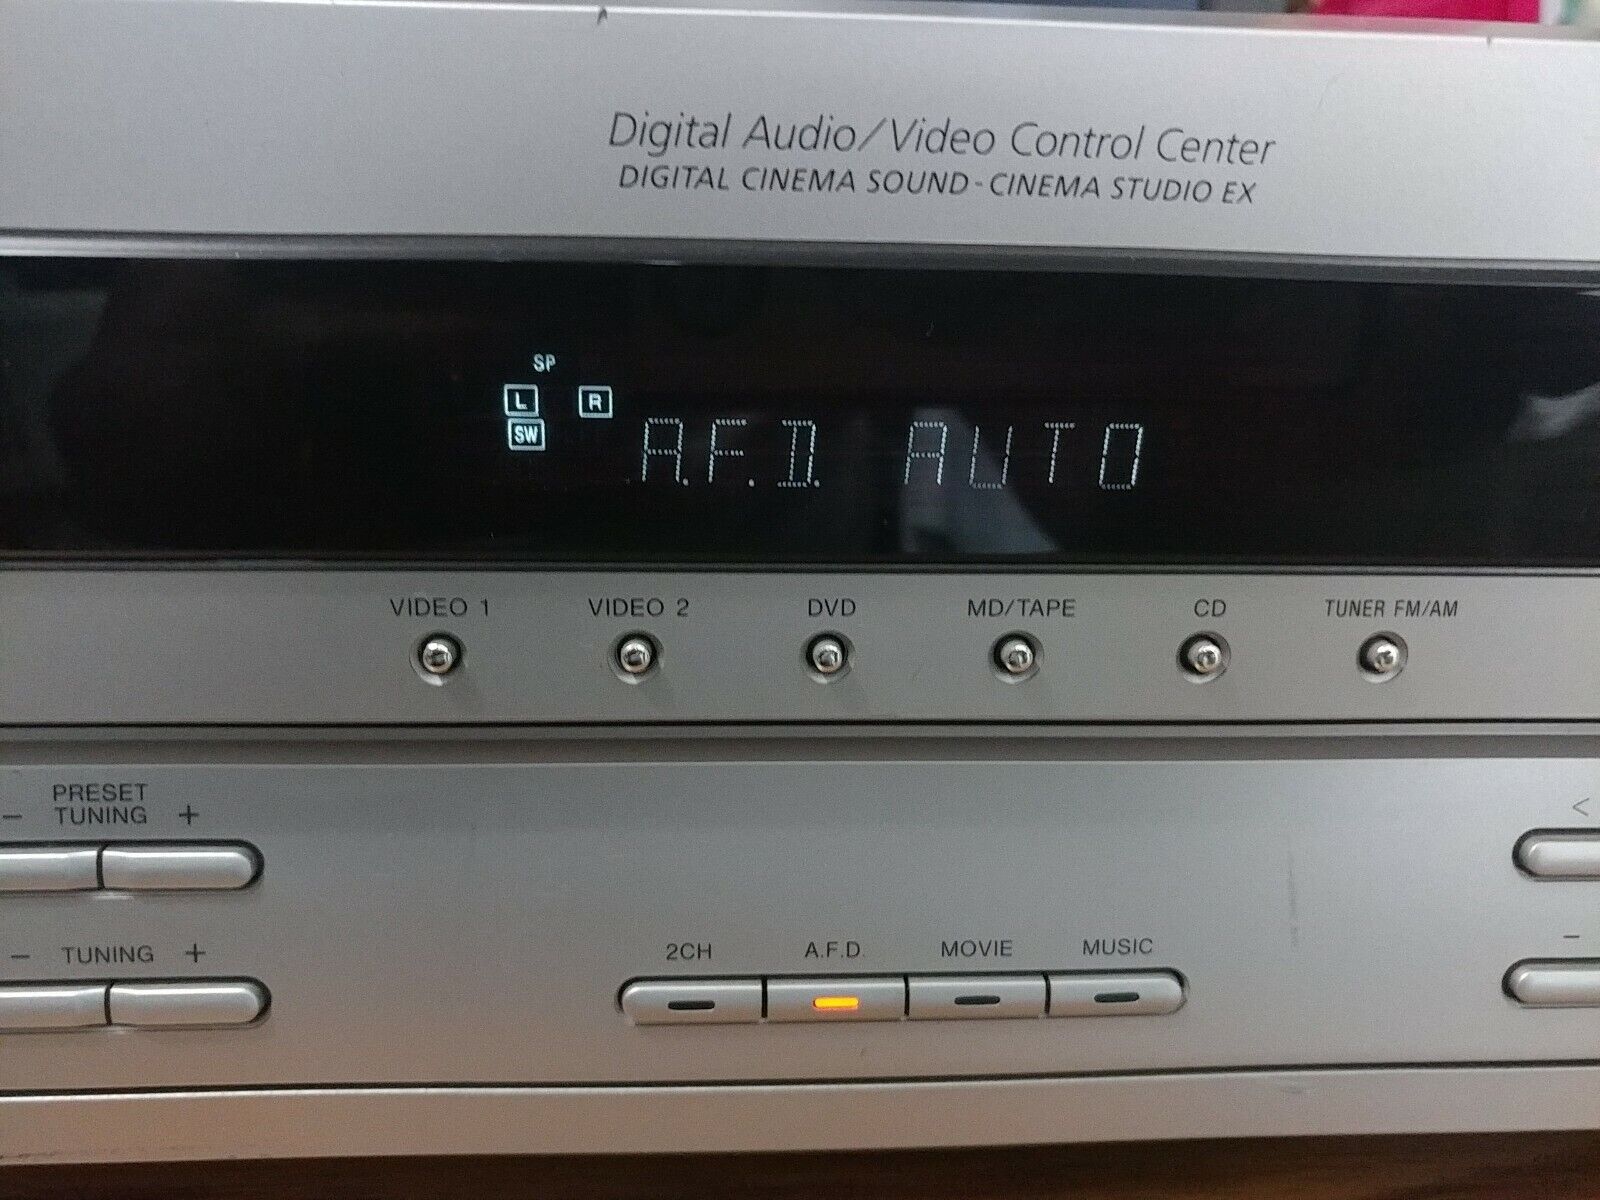 Digital Audio/Video Control Center
DIGITAL CINEMA SOUND-CINEMA STUDIO EX
SP
L R
SW
A.F.D. AUTO
VIDEO 1 VIDEO 2 DVD MD/TAPE CD TUNER FM/AM
PRESET
− TUNING +
<
− TUNING +
−
2CH A.F.D. MOVIE MUSIC